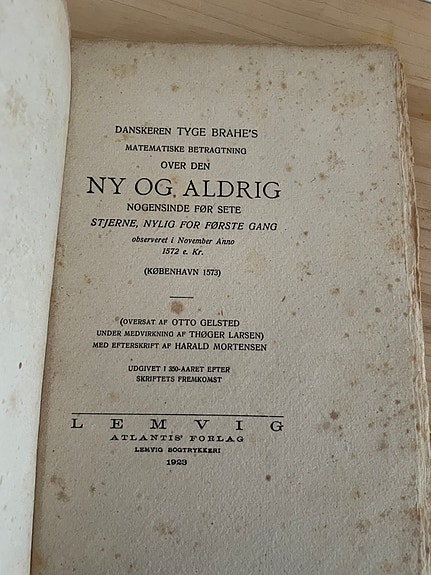 DANSKEREN TYGE BRAHE'S
MATEMATISKE BETRAGTNING
OVER DEN
NY OG ALDRIG
NOGENSINDE FØR SETE
STJERNE, NYLIG FOR FØRSTE GANG
observeret i November Anno
1572 e. Kr.
(KØBENHAVN 1573)
(OVERSAT AF OTTO GELSTED
UNDER MEDVIRKNING AF THØGER LARSEN)
MED EFTERSKRIFT AF HARALD MORTENSEN
UDGIVET I 350-AARET EFTER
SKRIFTETS FREMKOMST
LEMVIG
ATLANTIS' FORLAG
LEMVIG BOGTRYKKERI
1923